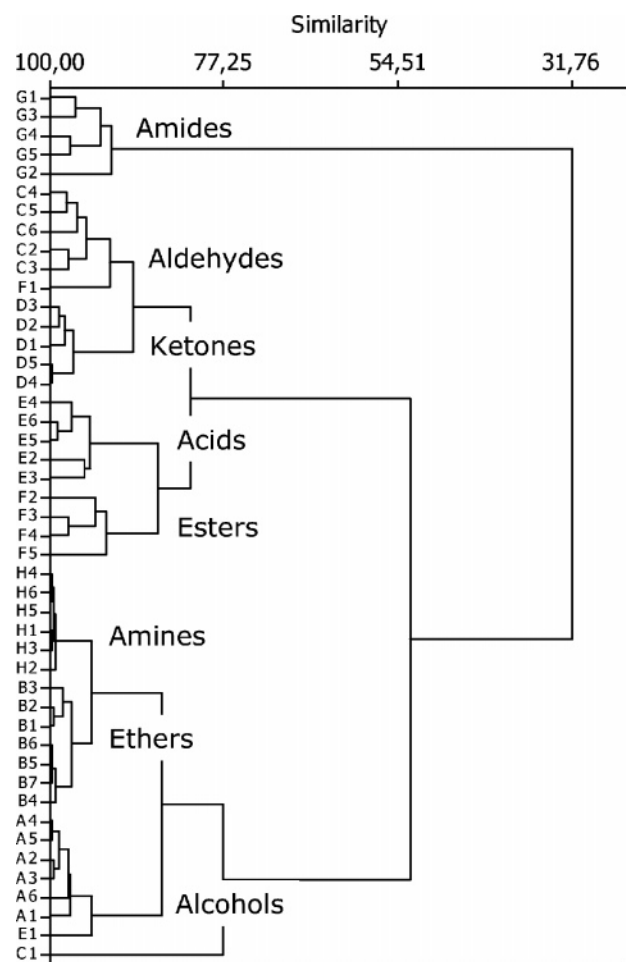 Similarity
100,00 77,25 54,51 31,76
G1
G3
Amides
G4
G5
G2
C4
C5
C6
C2
Aldehydes
C3
F1
D3
D2
Ketones
D1
D5
D4
E4
E6
Acids
E5
E2
E3
F2
F3
Esters
F4
F5
H4
H6
H5
Amines
H1
H3
H2
B3
B2
Ethers
B1
B6
B5
B7
B4
A4
A5
A2
A3
A6
Alcohols
A1
E1
C1